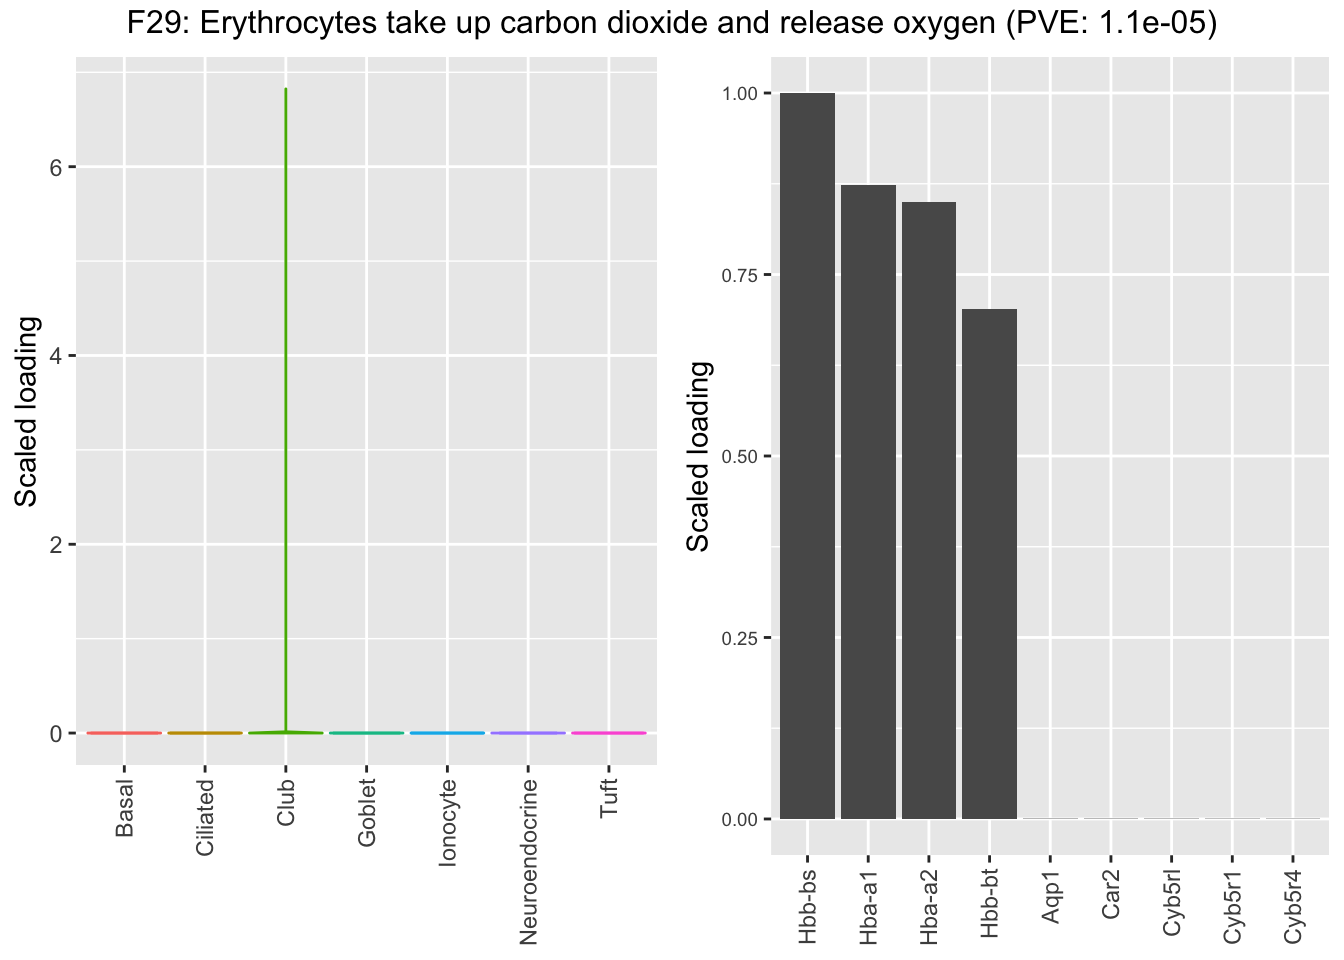 F29: Erythrocytes take up carbon dioxide and release oxygen (PVE: 1.1e-05)
Scaled loading
6
4
2
0
Basal
Ciliated
Club
Goblet
Ionocyte
Neuroendocrine
Tuft
Scaled loading
1.00
0.75
0.50
0.25
0.00
Hbb-bs
Hba-a1
Hba-a2
Hbb-bt
Aqp1
Car2
Cyb5rl
Cyb5r1
Cyb5r4